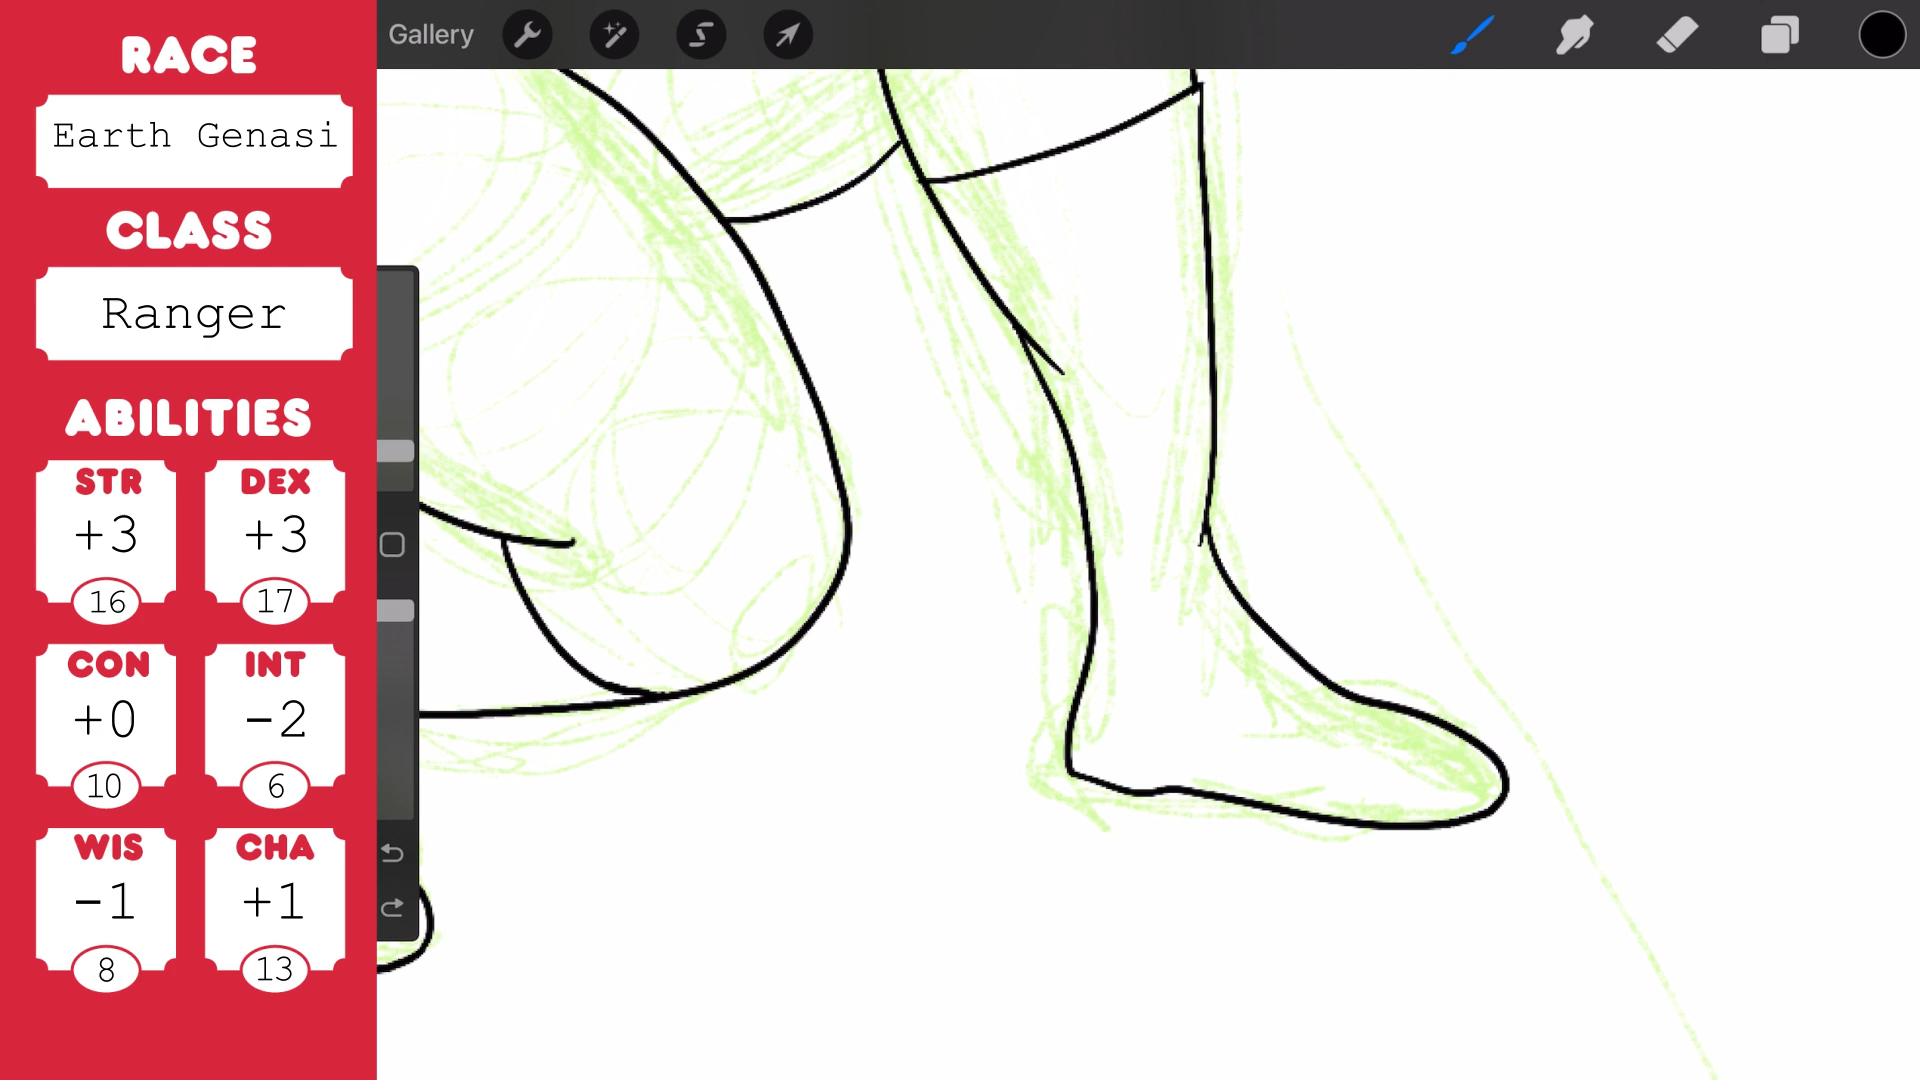 RACE
Earth Genasi
CLASS
Ranger
ABILITIES
STR DEX
+3 +3
16 17
CON INT
+0 -2
10 6
WIS CHA
-1 +1
8 13
Gallery